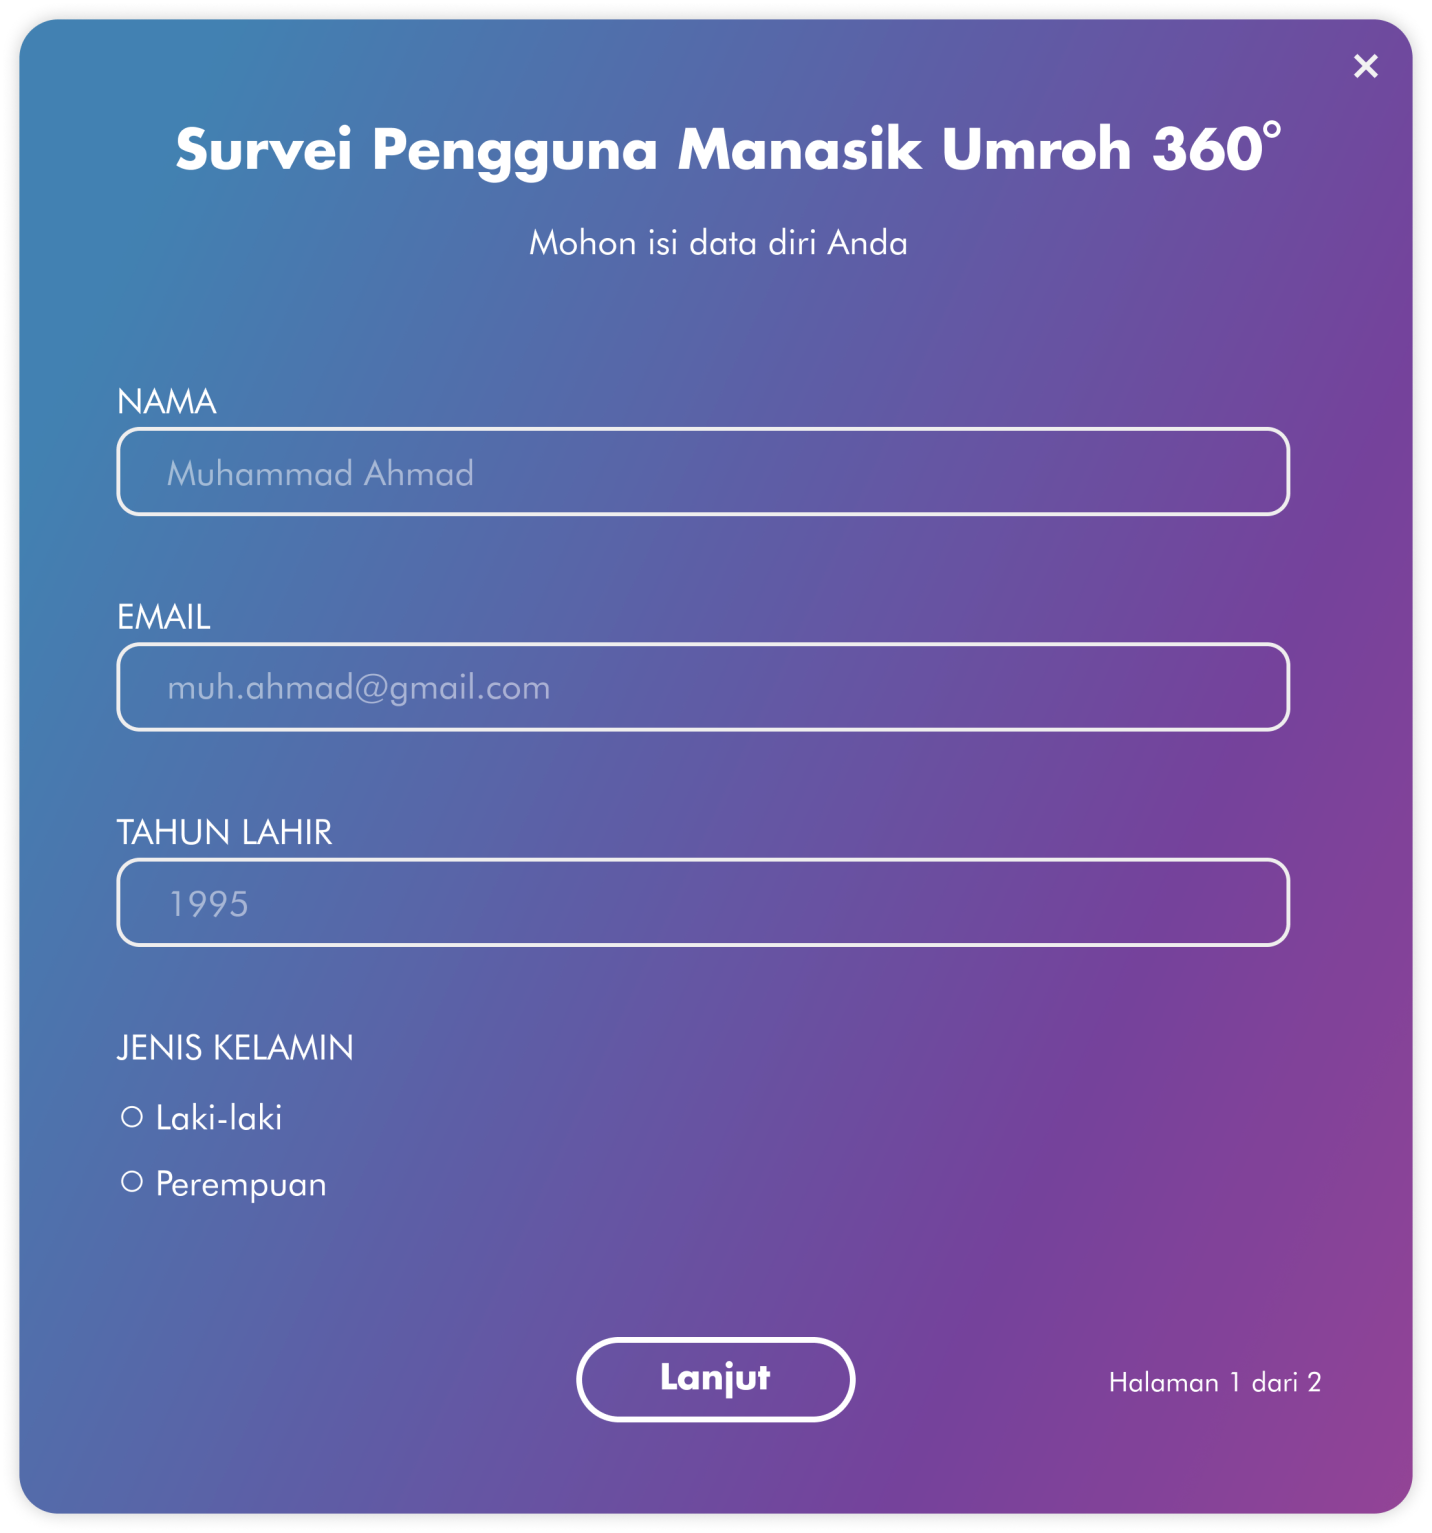 Survei Pengguna Manasik Umroh 360°
Mohon isi data diri Anda
NAMA
Muhammad Ahmad
EMAIL
muh.ahmad@gmail.com
TAHUN LAHIR
1995
JENIS KELAMIN
Laki-laki
Perempuan
Lanjut
Halaman 1 dari 2